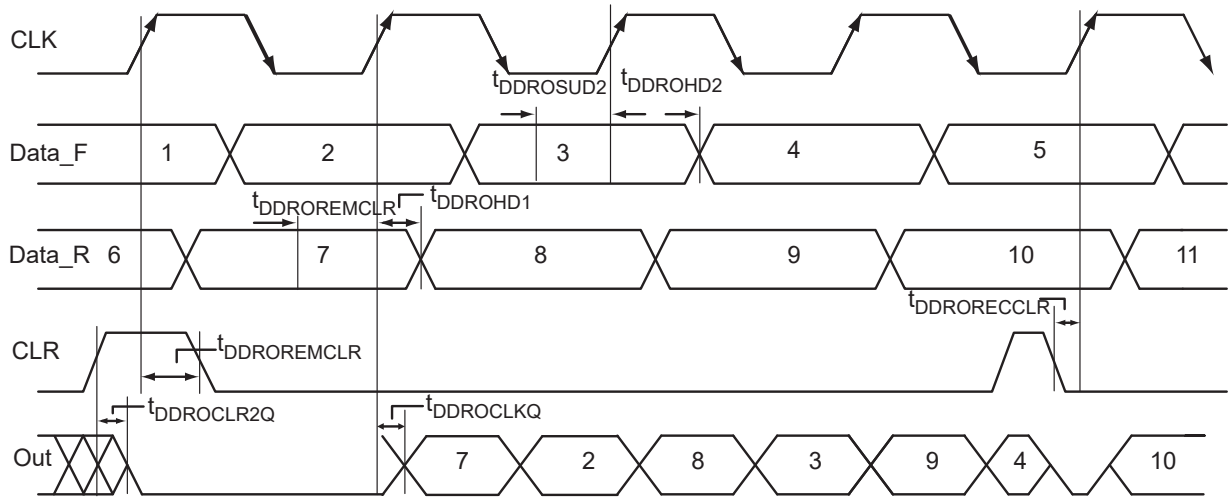 CLK
tDDROSUD2 tDDROHD2
Data_F 1 2 3 4 5
tDDROREMCLR tDDROHD1
Data_R 6 7 8 9 10 11
tDDRORECCLR
CLR
tDDROREMCLR
tDDROCLR2Q tDDROCLKQ
Out 7 2 8 3 9 4 10